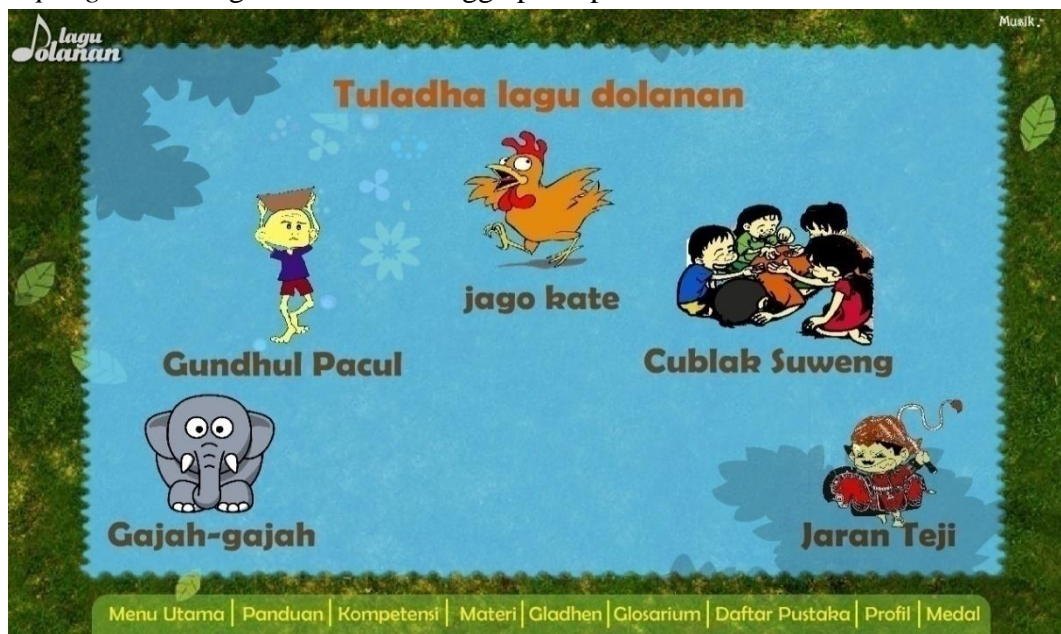 lagu
Dolanan
Musik
Tuladha lagu dolanan
jago kate
Gundhul Pacul
Cublak Suweng
Gajah-gajah
Jaran Teji
Menu Utama | Panduan | Kompetensi | Materi | Gladhen | Glosarium | Daftar Pustaka | Profil | Medal